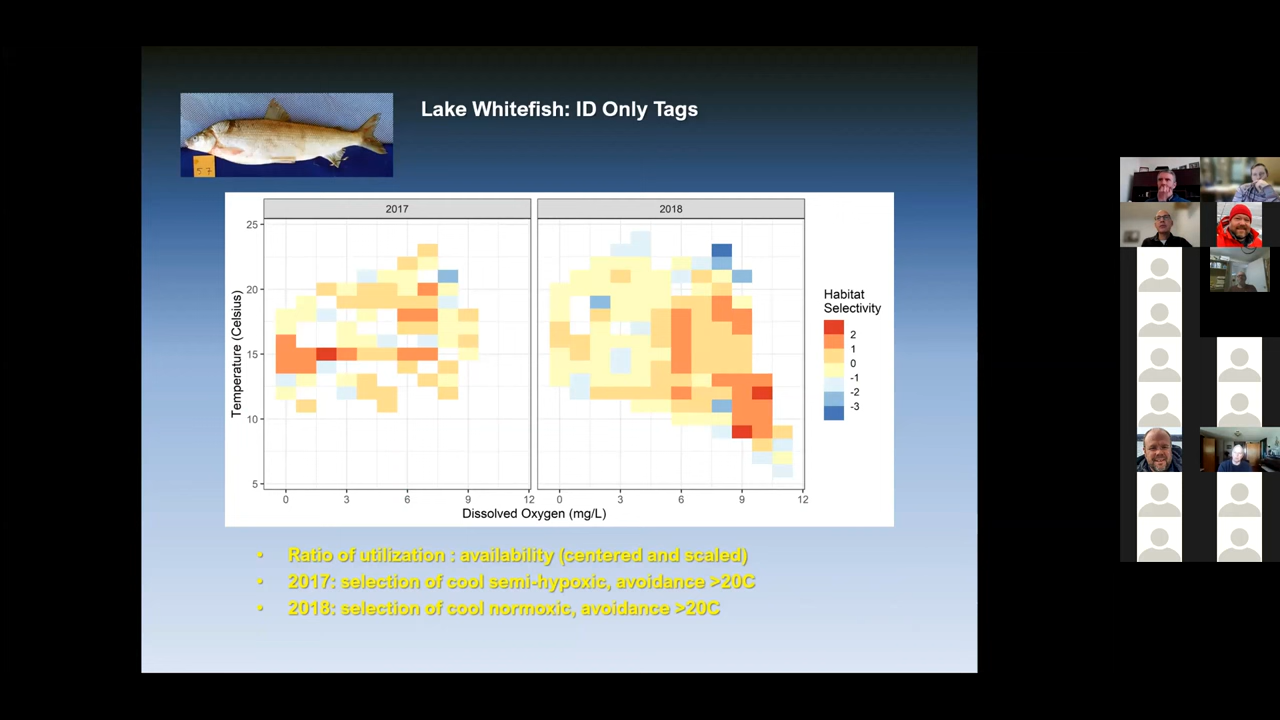 Lake Whitefish: ID Only Tags
57
2017
2018
25
20
15
10
5
Temperature (Celsius)
0 3 6 9 12
0 3 6 9 12
Dissolved Oxygen (mg/L)
Habitat
Selectivity
2
1
0
-1
-2
-3
• Ratio of utilization : availability (centered and scaled)
• 2017: selection of cool semi-hypoxic, avoidance >20C
• 2018: selection of cool normoxic, avoidance >20C